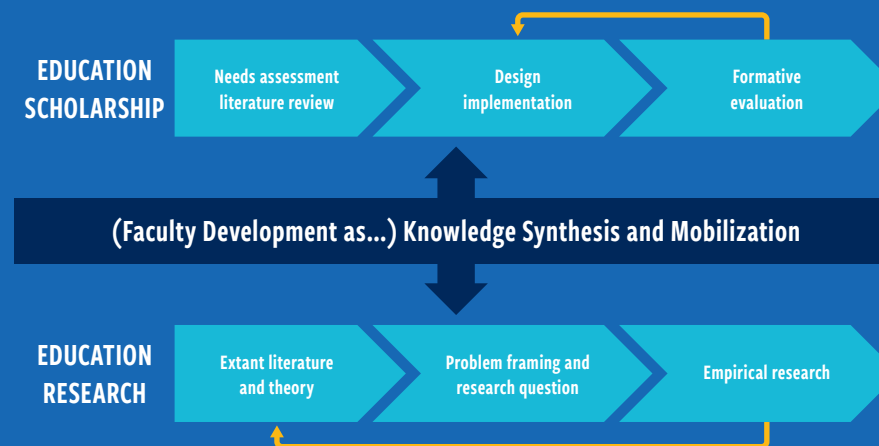 EDUCATION
SCHOLARSHIP
Needs assessment
literature review
Design
implementation
Formative
evaluation
(Faculty Development as...) Knowledge Synthesis and Mobilization
EDUCATION
RESEARCH
Extant literature
and theory
Problem framing and
research question
Empirical research